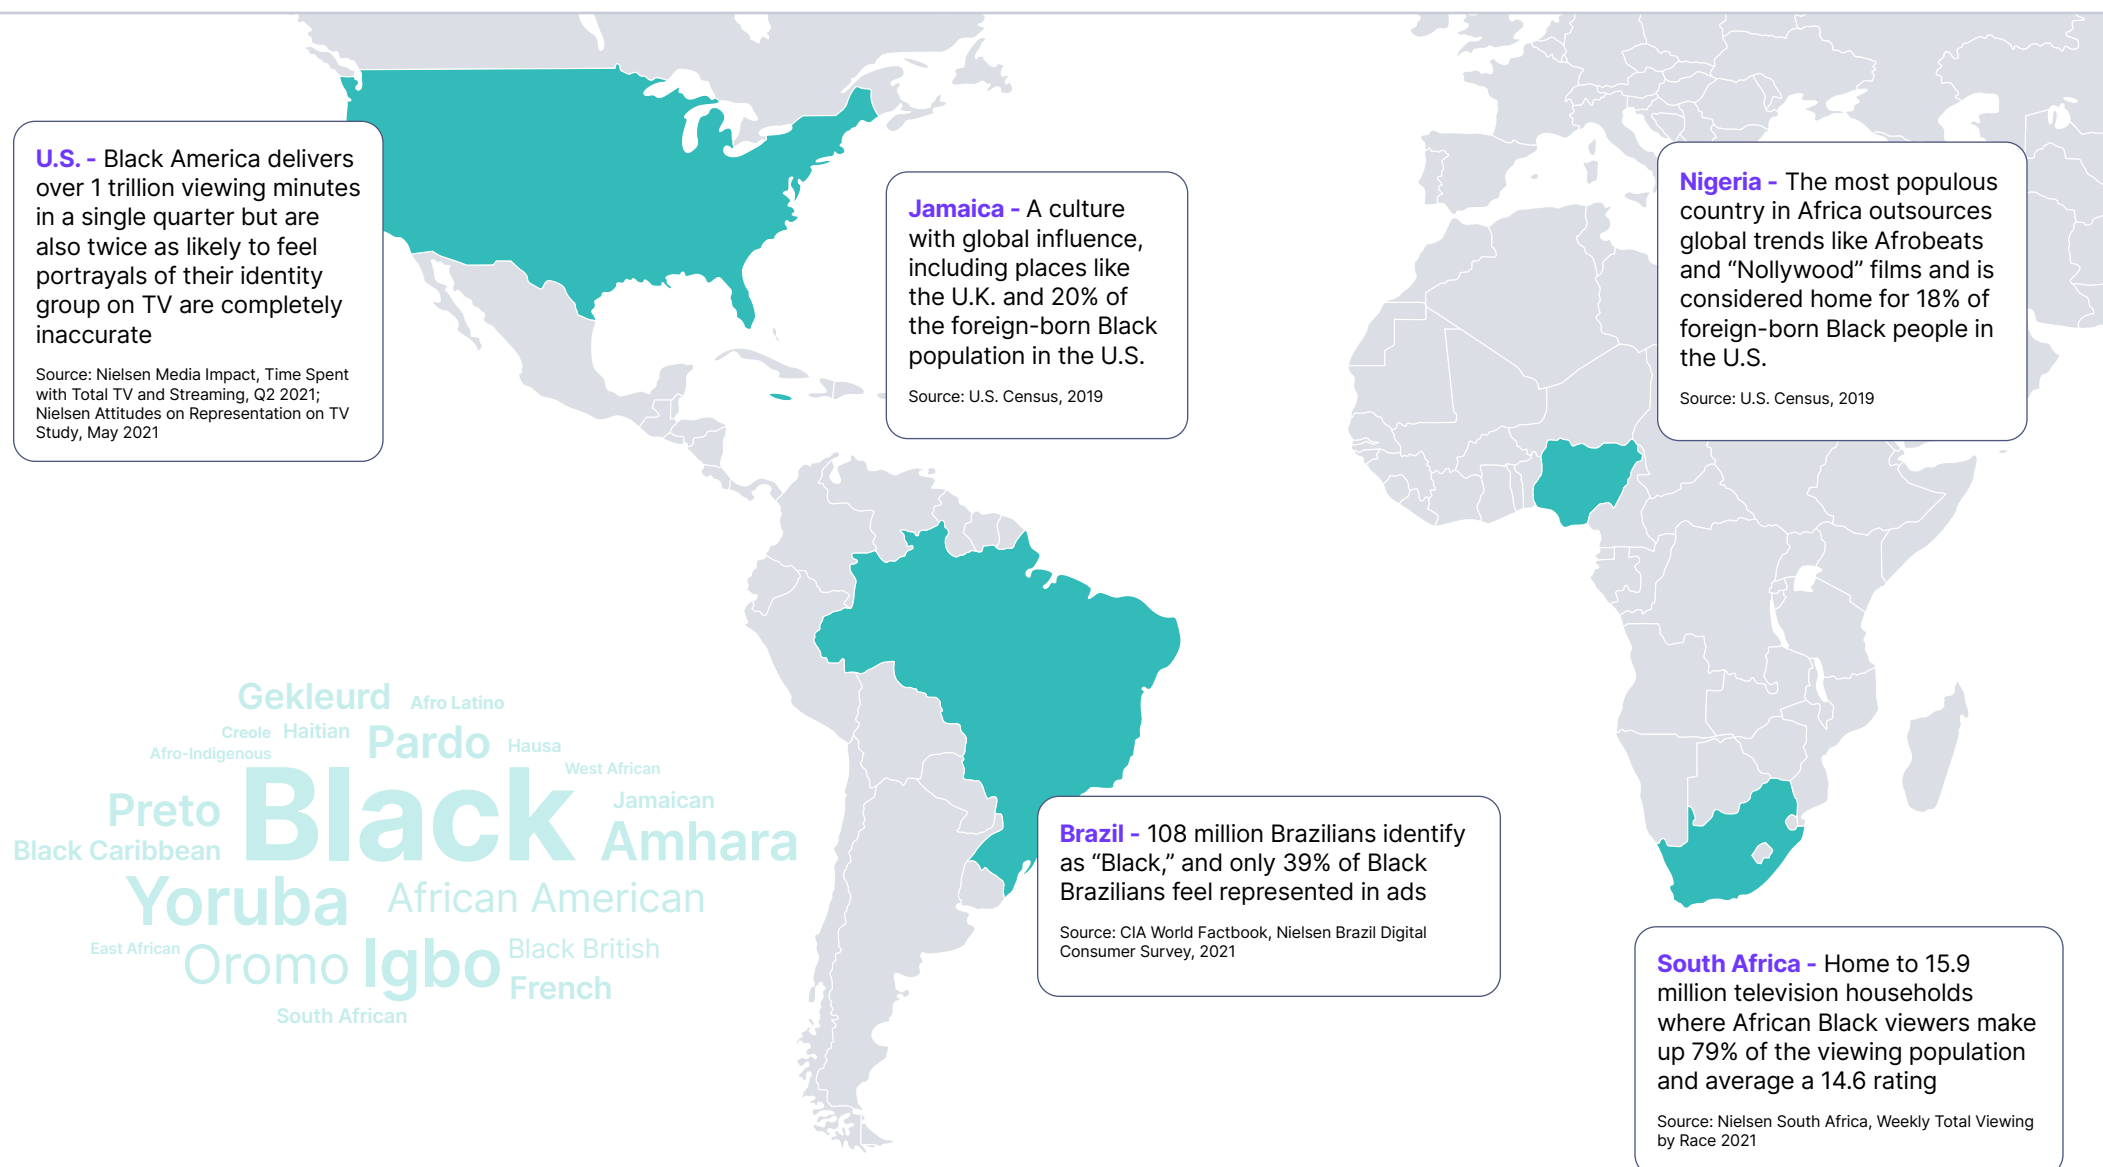 U.S. - Black America delivers
over 1 trillion viewing minutes
in a single quarter but are
also twice as likely to feel
portrayals of their identity
group on TV are completely
inaccurate
Source: Nielsen Media Impact, Time Spent
with Total TV and Streaming, Q2 2021;
Nielsen Attitudes on Representation on TV
Study, May 2021
Jamaica - A culture
with global influence,
including places like
the U.K. and 20% of
the foreign-born Black
population in the U.S.
Source: U.S. Census, 2019
Nigeria - The most populous
country in Africa outsources
global trends like Afrobeats
and “Nollywood” films and is
considered home for 18% of
foreign-born Black people in
the U.S.
Source: U.S. Census, 2019
Gekleurd Afro Latino
Creole Haitian Pardo Hausa
Afro-Indigenous West African
Preto Black Jamaican
Black Caribbean Amhara
Yoruba African American
East African Oromo Igbo Black British
French
South African
Brazil - 108 million Brazilians identify
as “Black,” and only 39% of Black
Brazilians feel represented in ads
Source: CIA World Factbook, Nielsen Brazil Digital
Consumer Survey, 2021
South Africa - Home to 15.9
million television households
where African Black viewers make
up 79% of the viewing population
and average a 14.6 rating
Source: Nielsen South Africa, Weekly Total Viewing
by Race 2021